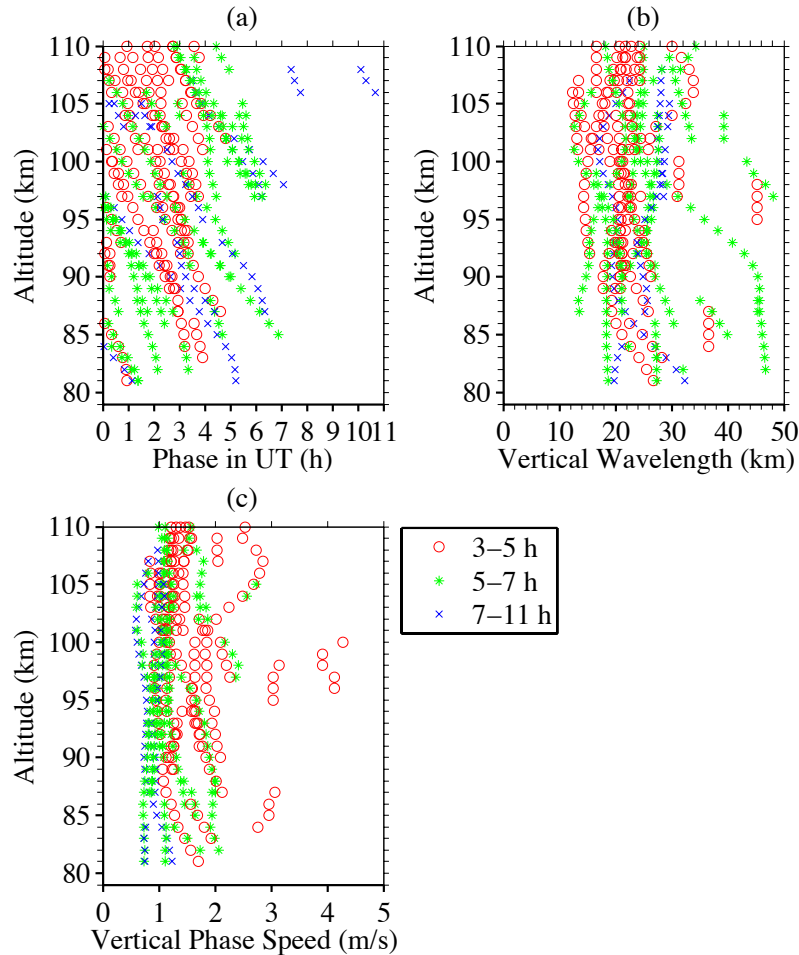 (a)
110
105
100
95
90
85
80
Altitude (km)
0 1 2 3 4 5 6 7 8 9 10 11
Phase in UT (h)
(b)
110
105
100
95
90
85
80
Altitude (km)
0 10 20 30 40 50
Vertical Wavelength (km)
(c)
110
105
100
95
90
85
80
Altitude (km)
0 1 2 3 4 5
Vertical Phase Speed (m/s)
3–5 h
5–7 h
7–11 h